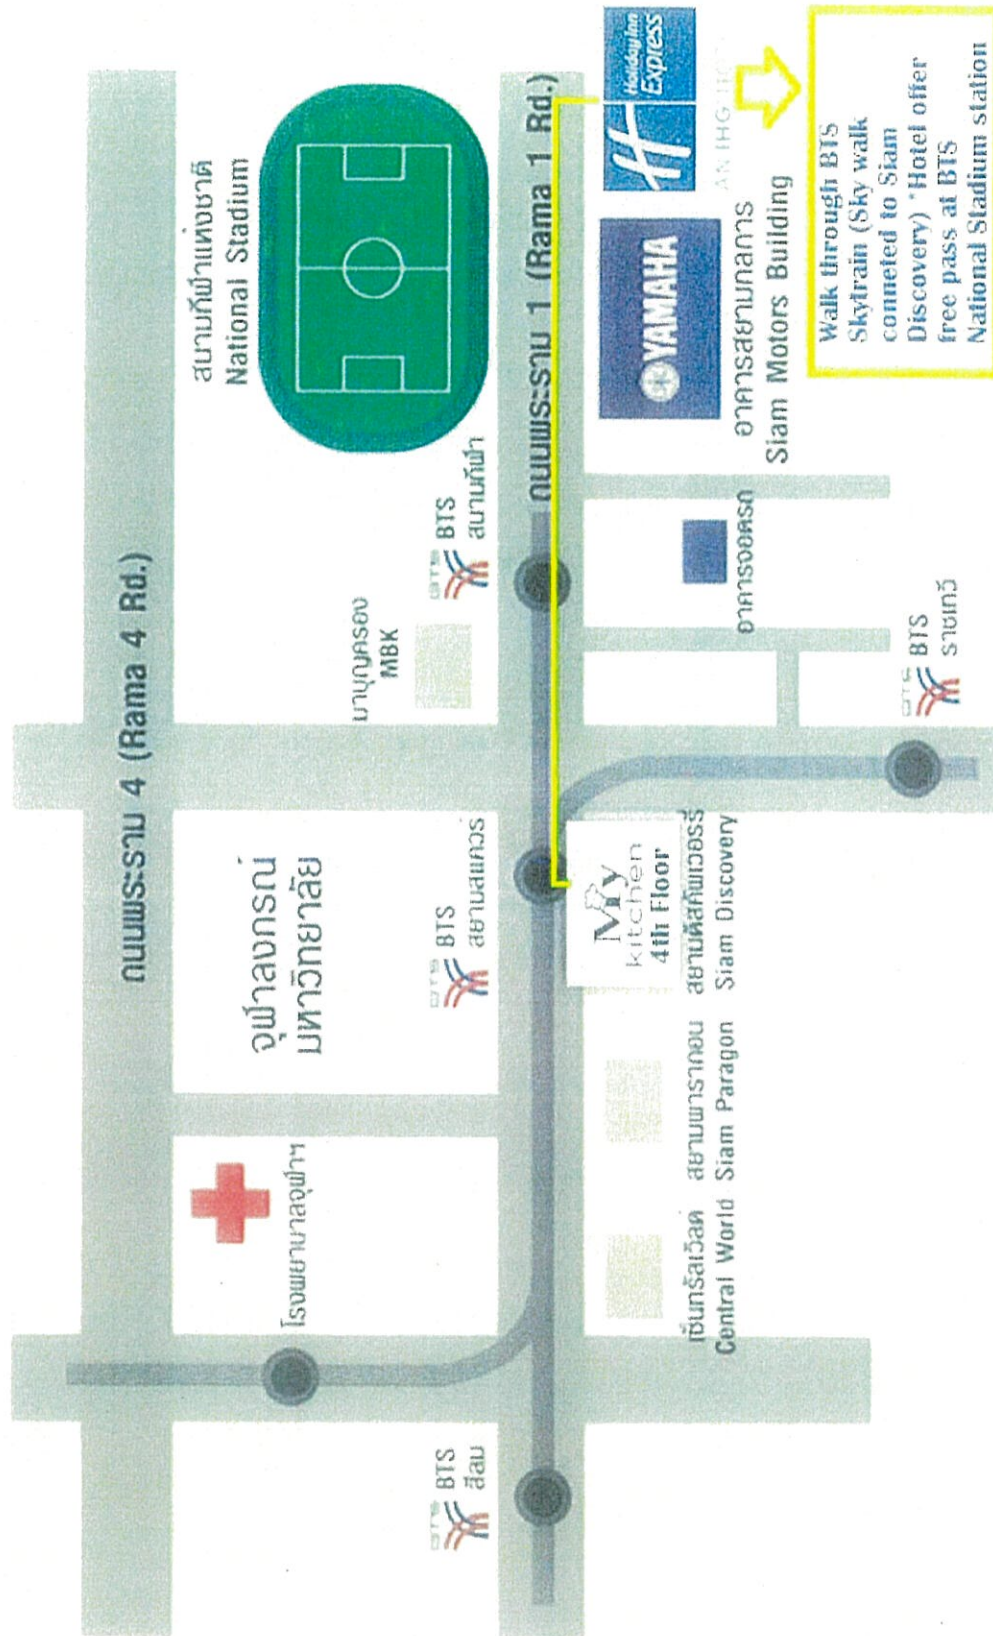 ถนนพระราม 4 (Rama 4 Rd.)
โรงพยาบาลจุฬาฯ
จุฬาลงกรณ์
มหาวิทยาลัย
สนามกีฬาแห่งชาติ
National Stadium
มาบุญครอง
MBK
BTS
BTS
สีลม
BTS
BTS
สยามสแควร์
BTS
BTS
สนามกีฬา
ถนนพระราม 1 (Rama 1 Rd.)
My
kitchen
4th Floor
เซ็นทรัลเวิลด์
Central World
สยามพารากอน
Siam Paragon
สยามดิสคัฟเวอรรี่
Siam Discovery
อาคารจอดรถ
YAMAHA
อาคารสยามกลการ
Siam Motors Building
Holiday Inn
Express
AN IHG
BTS
BTS
ราชเทวี
Walk through BTS
Skytrain (Sky walk
conneted to Siam
Discovery) *Hotel offer
free pass at BTS
National Stadium station